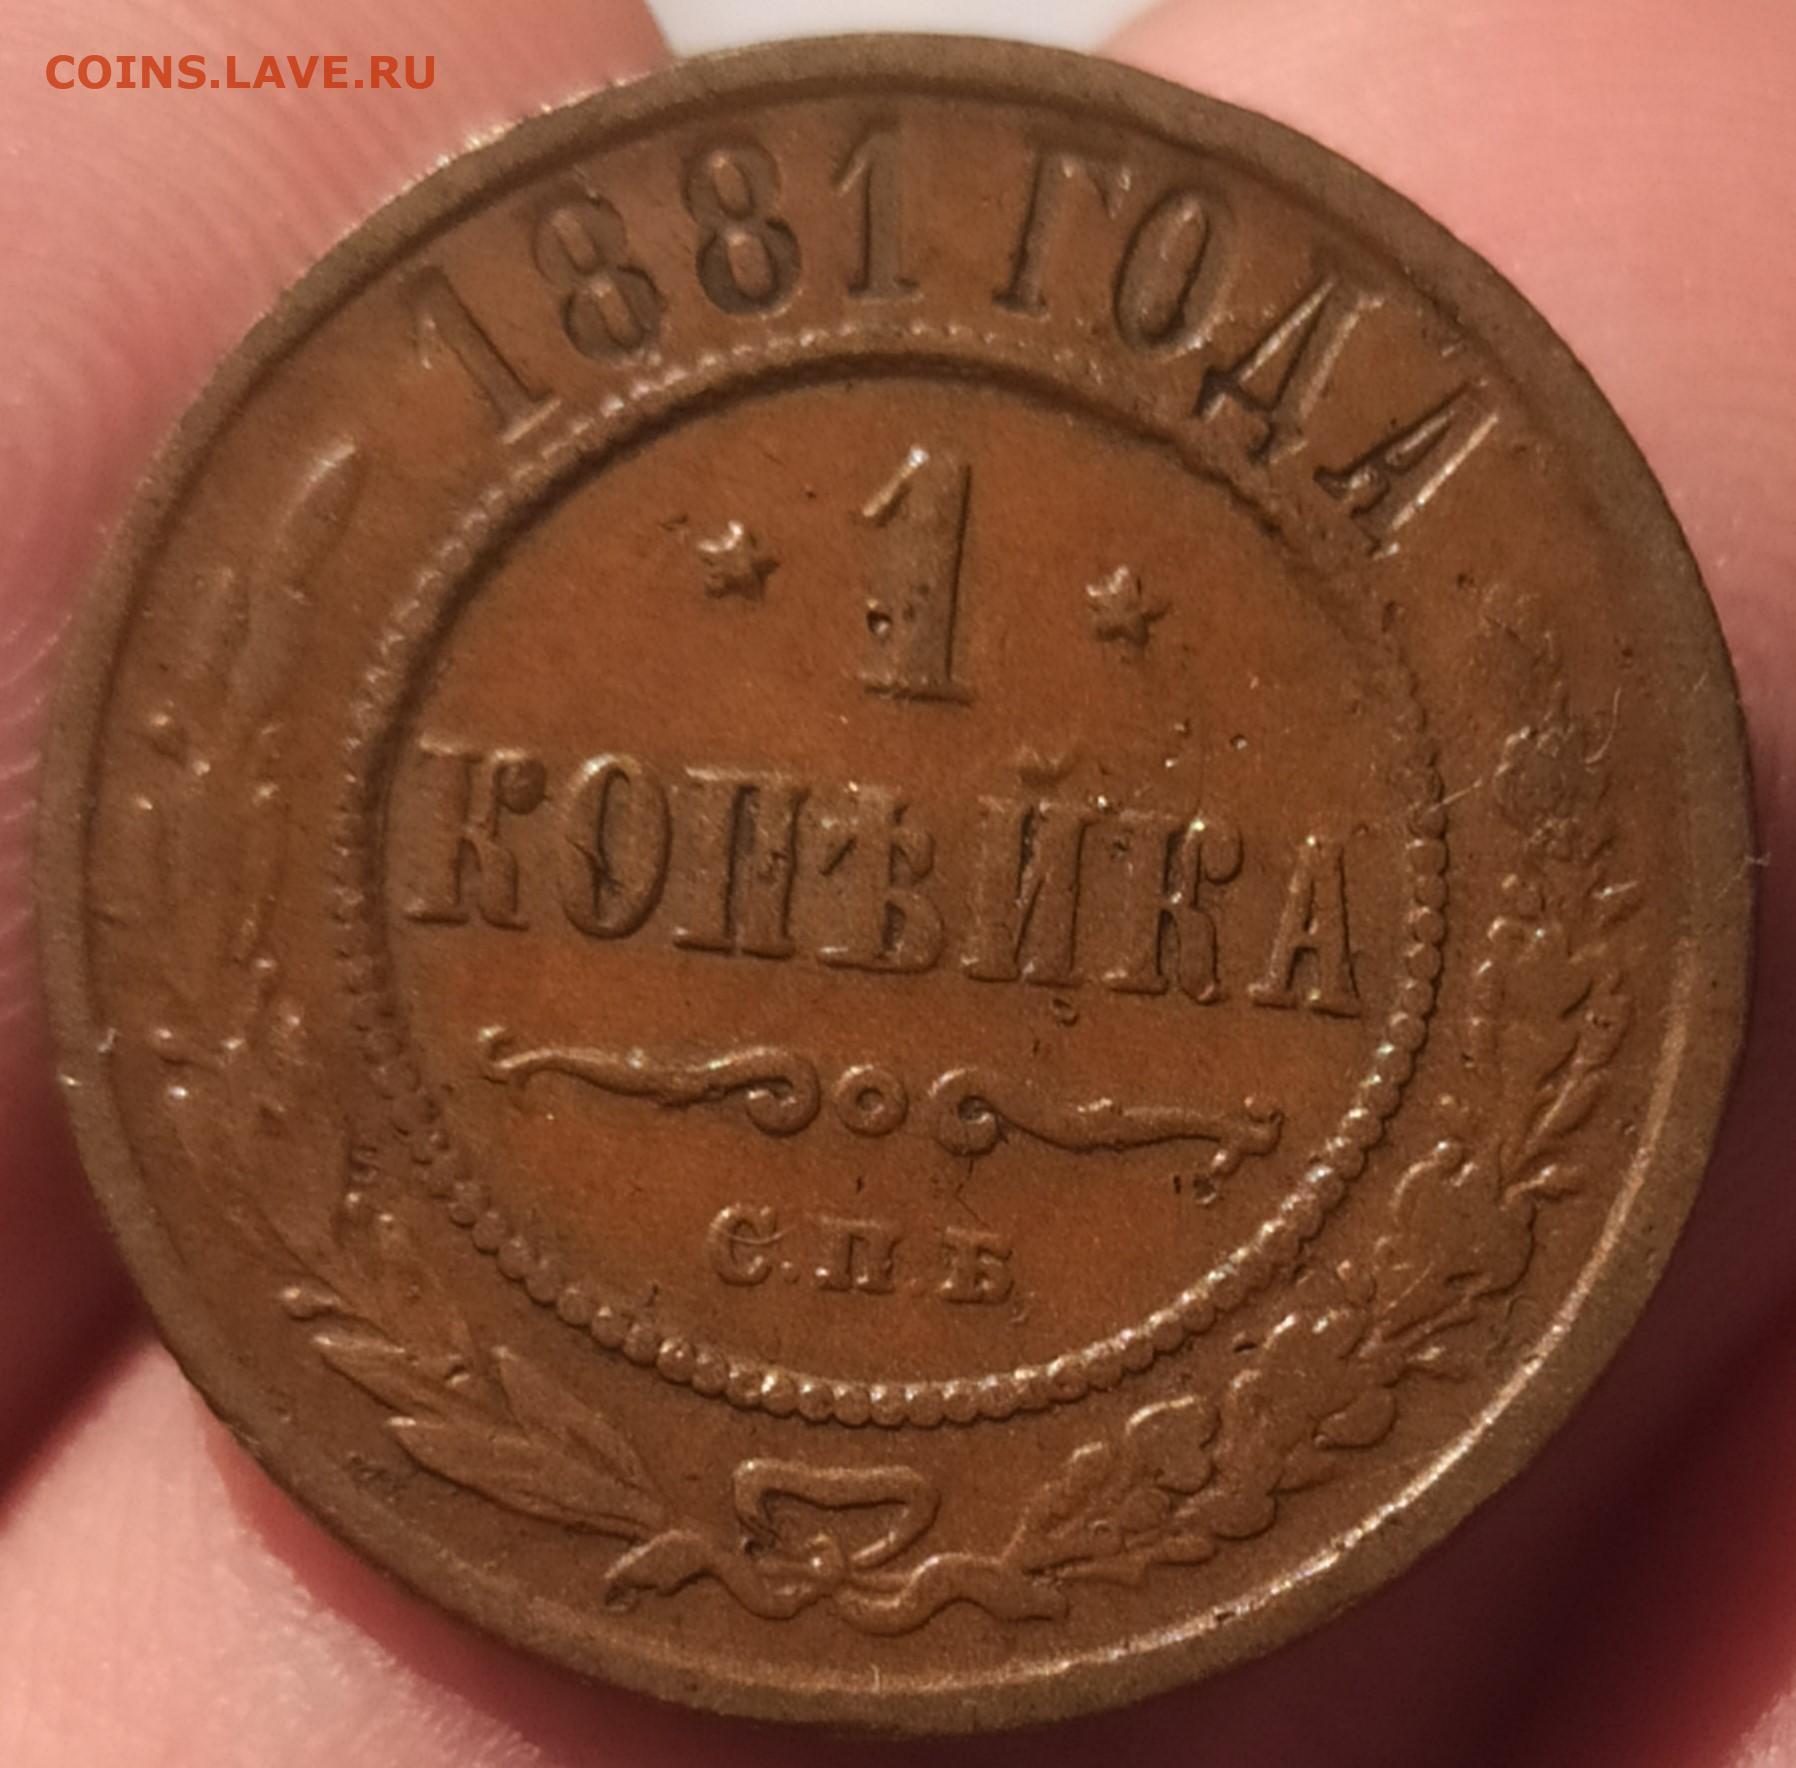 COINS.LAVE.RU
1881 ГОДА
1
КОПѢЙКА
С.П.Б